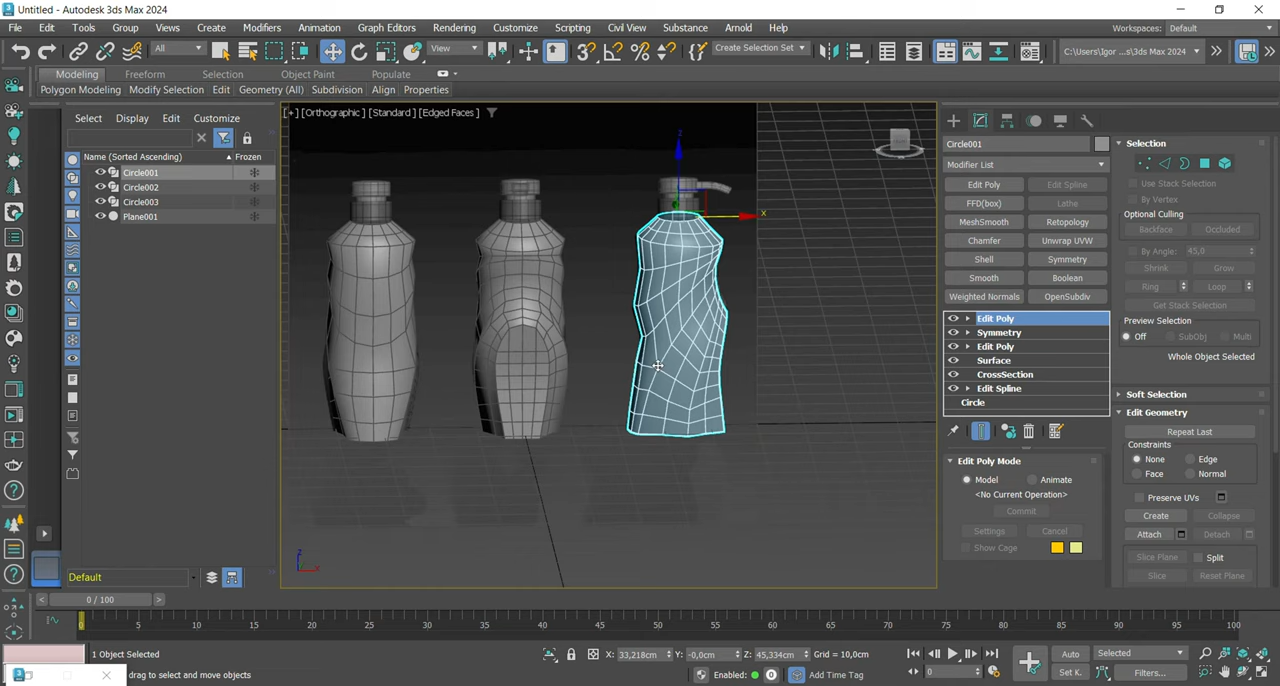 Untitled - Autodesk 3ds Max 2024
File Edit Tools Group Views Create Modifiers Animation Graph Editors Rendering Customize Scripting Civil View Substance Arnold Help Workspaces: Default
All View Create Selection Set C:\Users\Igor ...s\3ds Max 2024
Modeling Freeform Selection Object Paint Populate
Polygon Modeling Modify Selection Edit Geometry (All) Subdivision Align Properties
Select Display Edit Customize
Name (Sorted Ascending) Frozen
Circle001
Circle002
Circle003
Plane001
Default
[+] [Orthographic ] [Standard ] [Edged Faces ]
z
x
z
x
Circle001
Modifier List
Edit Poly Edit Spline
FFD(box) Lathe
MeshSmooth Retopology
Chamfer Unwrap UVW
Shell Symmetry
Smooth Boolean
Weighted Normals OpenSubdiv
Edit Poly
Symmetry
Edit Poly
Surface
CrossSection
Edit Spline
Circle
Edit Poly Mode
Model Animate
<No Current Operation>
Commit
Settings Cancel
Show Cage
Selection
Use Stack Selection
By Vertex
Optional Culling
Backface Occluded
By Angle: 45,0
Shrink Grow
Ring Loop
Get Stack Selection
Preview Selection
Off SubObj Multi
Whole Object Selected
Soft Selection
Edit Geometry
Repeat Last
Constraints
None Edge
Face Normal
Preserve UVs
Create Collapse
Attach Detach
Slice Plane Split
Slice Reset Plane
0 / 100
0 5 10 15 20 25 30 35 40 45 50 55 60 65 70 75 80 85 90 95 100
1 Object Selected X: 33,218cm Y: -0,0cm Z: 45,334cm Grid = 10,0cm Auto Selected
drag to select and move objects Enabled: 0 Add Time Tag 0 Set K. Filters...